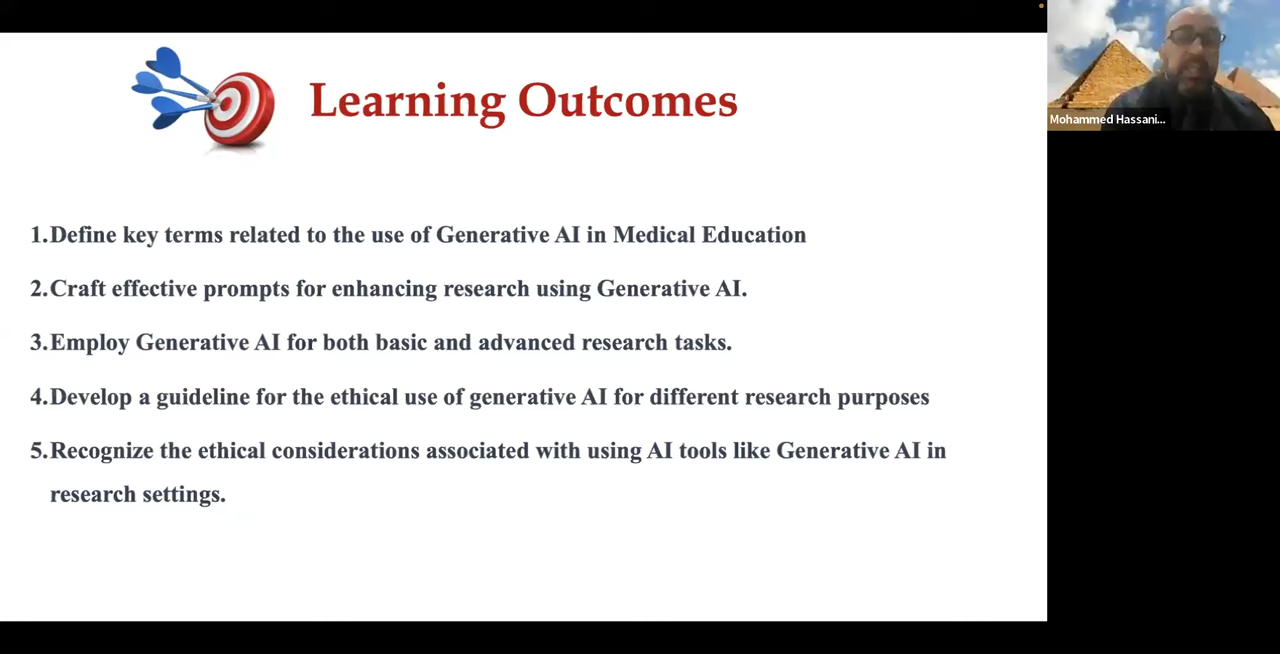 Learning Outcomes
Mohammed Hassani...
1.Define key terms related to the use of Generative AI in Medical Education
2.Craft effective prompts for enhancing research using Generative AI.
3.Employ Generative AI for both basic and advanced research tasks.
4.Develop a guideline for the ethical use of generative AI for different research purposes
5.Recognize the ethical considerations associated with using AI tools like Generative AI in
research settings.